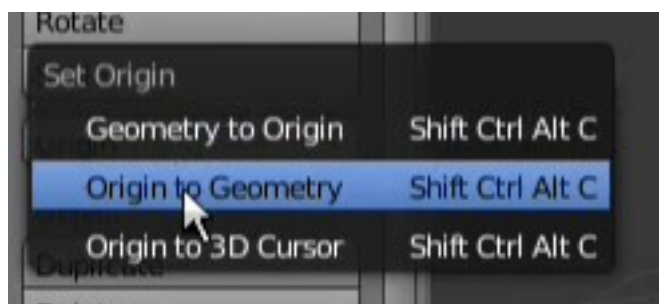 Rotate
Set Origin
Geometry to Origin Shift Ctrl Alt C
Origin to Geometry Shift Ctrl Alt C
Origin to 3D Cursor Shift Ctrl Alt C
Duplicate